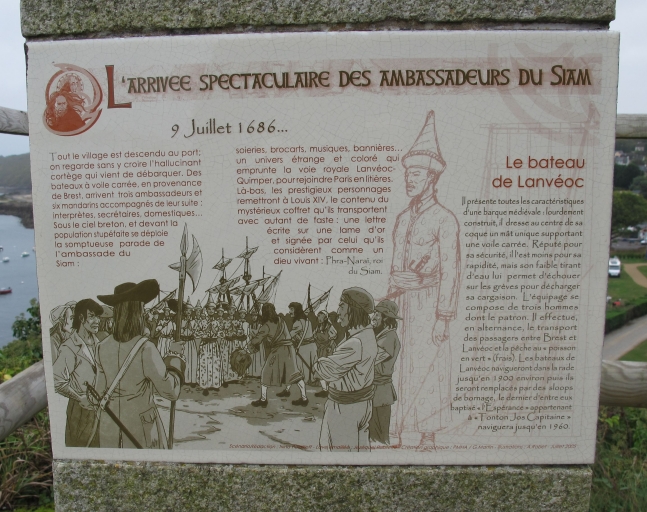 L'ARRIVEE SPECTACULAIRE DES AMBASSADEURS DU SIAM
9 Juillet 1686...
Tout le village est descendu au port;
on regarde sans y croire l'hallucinant
cortège qui vient de débarquer. Des
bateaux à voile carrée, en provenance
de Brest, arrivent trois ambassadeurs et
six mandarins accompagnés de leur suite :
interprètes, secrétaires, domestiques...
Sous le ciel breton, et devant la
population stupéfaite se déploie
la somptueuse parade de
l'ambassade du
Siam :
soieries, brocarts, musiques, bannières...
un univers étrange et coloré qui
emprunte la voie royale Lanvéoc-
Quimper, pour rejoindre Paris en litières.
Là-bas, les prestigieux personnages
remettront à Louis XIV, le contenu du
mystérieux coffret qu'ils transportent
avec autant de faste : une lettre
écrite sur une lame d'or
et signée par celui qu'ils
considèrent comme un
dieu vivant : Phra-Naraï, roi
du Siam.
Le bateau
de Lanvéoc
Il présente toutes les caractéristiques
d'une barque médiévale : lourdement
construit, il dresse au centre de sa
coque un mât unique supportant
une voile carrée. Réputé pour
sa sécurité, il l'est moins pour sa
rapidité, mais son faible tirant
d'eau lui permet d'échouer
sur les grèves pour décharger
sa cargaison. L'équipage se
compose de trois hommes
dont le patron. Il effectue,
en alternance, le transport
des passagers entre Brest et
Lanvéoc et la pêche au « poisson
en vert » (frais). Les bateaux de
Lanvéoc navigueront dans la rade
jusqu'en 1900 environ puis ils
seront remplacés par des sloops
de bornage. Le dernier d'entre eux
baptisé « l'Espérance » appartenant
à « Tonton Jos Capitaine »
naviguera jusqu'en 1960.